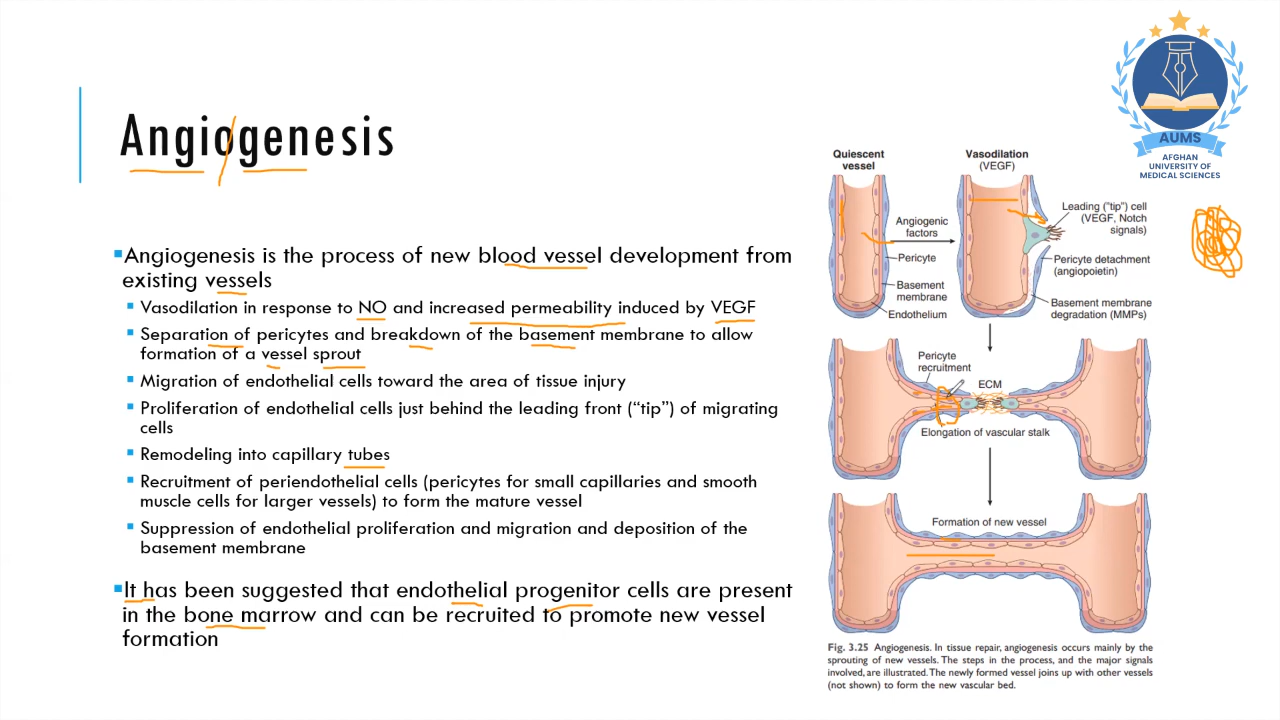 Angiogenesis
Angiogenesis is the process of new blood vessel development from
existing vessels
Vasodilation in response to NO and increased permeability induced by VEGF
Separation of pericytes and breakdown of the basement membrane to allow
formation of a vessel sprout
Migration of endothelial cells toward the area of tissue injury
Proliferation of endothelial cells just behind the leading front (“tip”) of migrating
cells
Remodeling into capillary tubes
Recruitment of periendothelial cells (pericytes for small capillaries and smooth
muscle cells for larger vessels) to form the mature vessel
Suppression of endothelial proliferation and migration and deposition of the
basement membrane
It has been suggested that endothelial progenitor cells are present
in the bone marrow and can be recruited to promote new vessel
formation
AUMS
AFGHAN
UNIVERSITY OF
MEDICAL SCIENCES
Quiescent
vessel
Vasodilation
(VEGF)
Angiogenic
factors
Pericyte
Basement
membrane
Endothelium
Leading ("tip") cell
(VEGF, Notch
signals)
Pericyte detachment
(angiopoietin)
Basement membrane
degradation (MMPs)
Pericyte
recruitment
ECM
Elongation of vascular stalk
Formation of new vessel
Fig. 3.25 Angiogenesis. In tissue repair, angiogenesis occurs mainly by the
sprouting of new vessels. The steps in the process, and the major signals
involved, are illustrated. The newly formed vessel joins up with other vessels
(not shown) to form the new vascular bed.